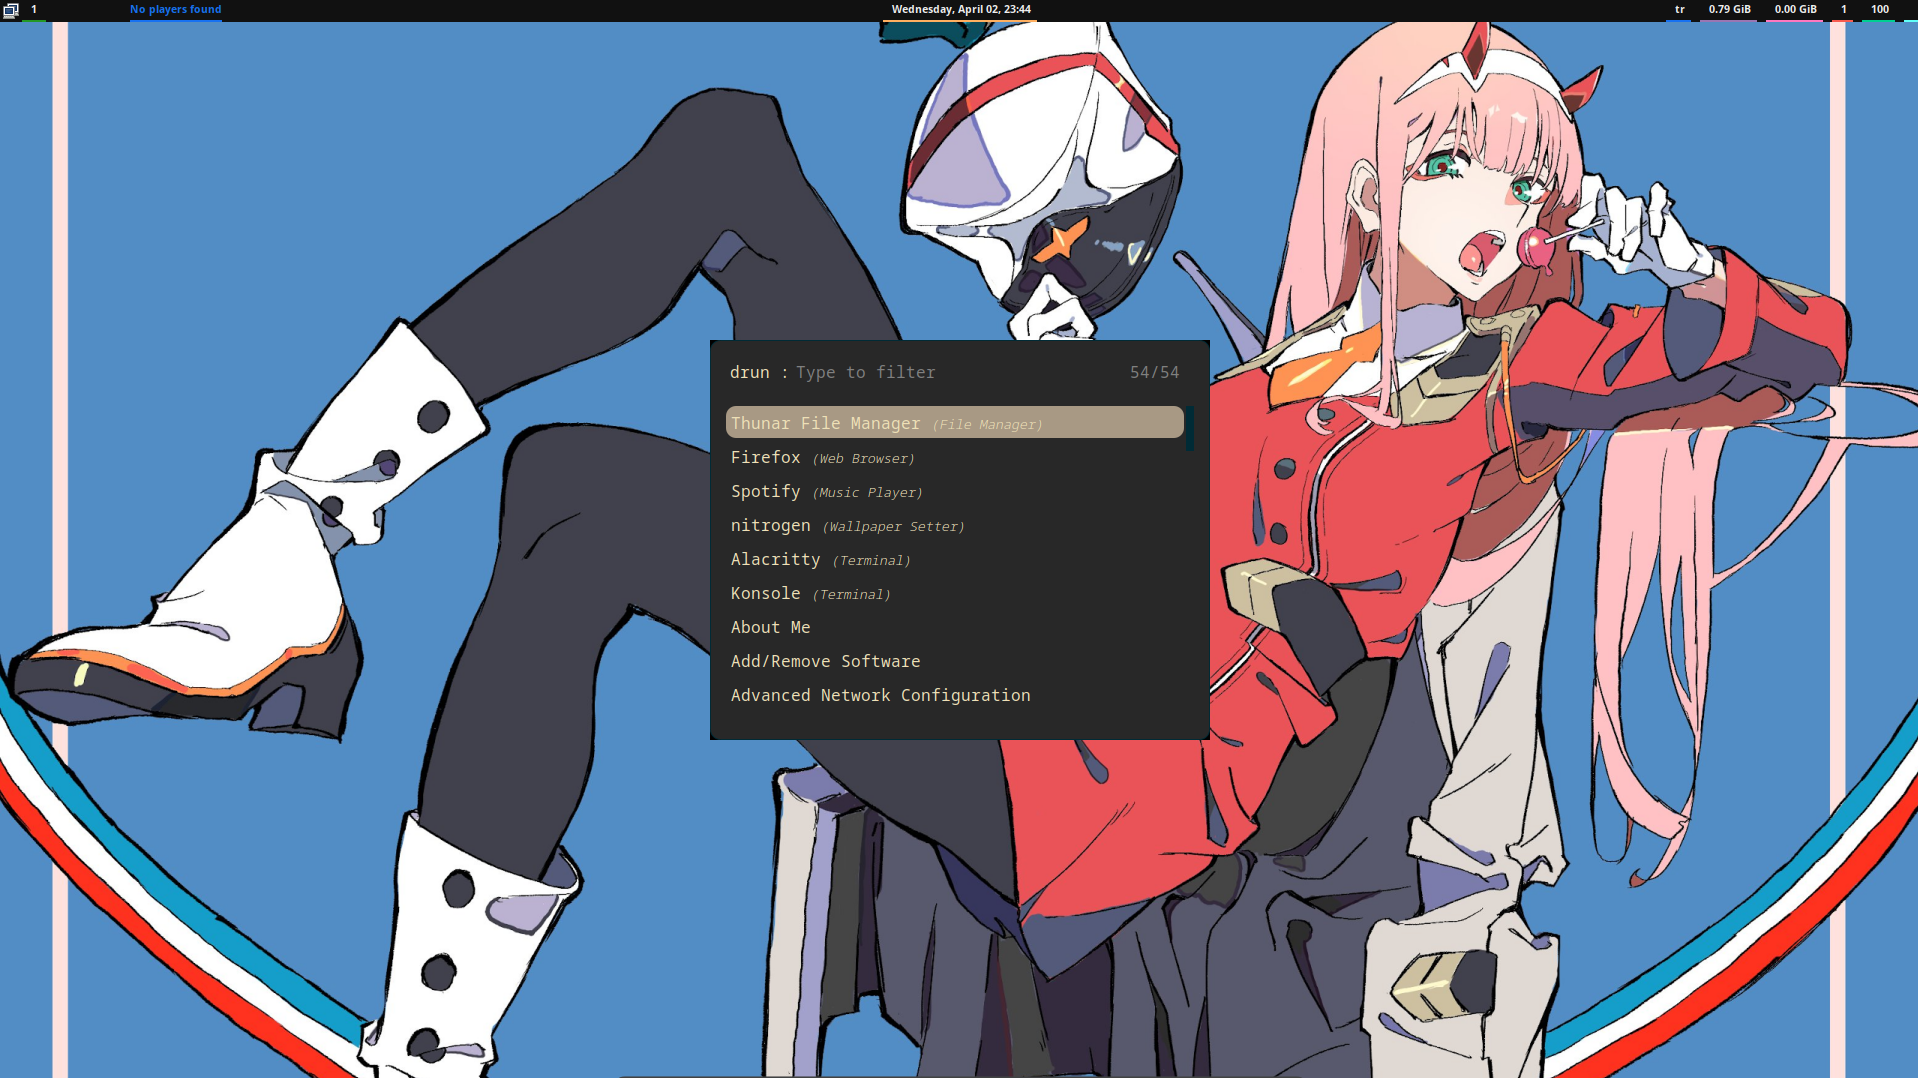 1
No players found
Wednesday, April 02, 23:44
tr
0.79 GiB
0.00 GiB
1
100
drun : Type to filter 54/54
Thunar File Manager (File Manager)
Firefox (Web Browser)
Spotify (Music Player)
nitrogen (Wallpaper Setter)
Alacritty (Terminal)
Konsole (Terminal)
About Me
Add/Remove Software
Advanced Network Configuration